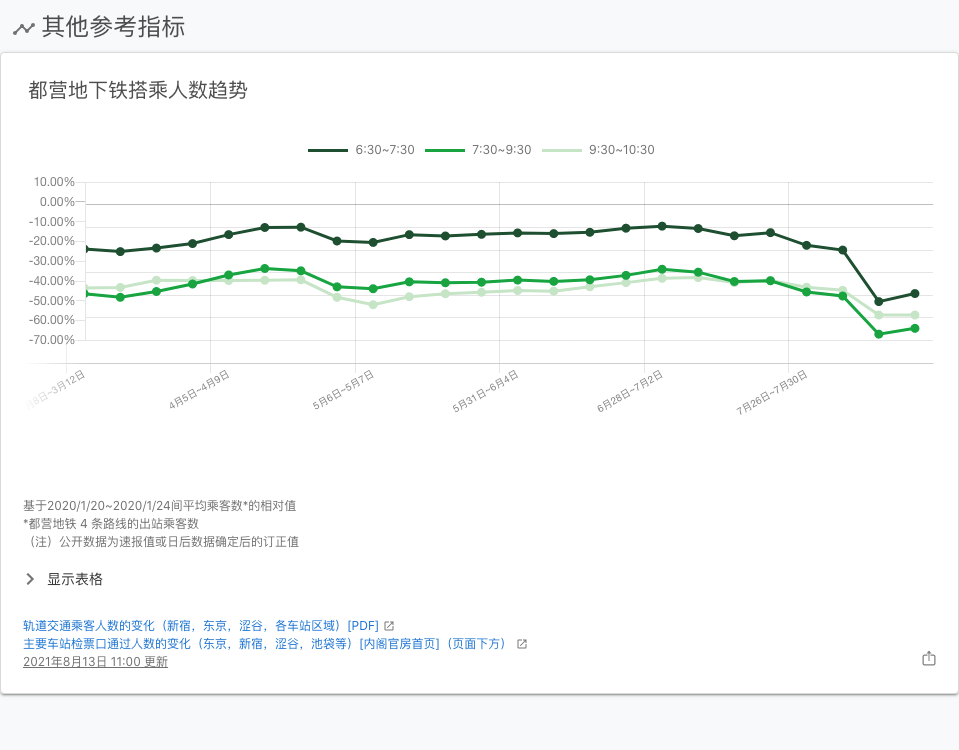 其他参考指标
都营地下铁搭乘人数趋势
6:30~7:30 7:30~9:30 9:30~10:30
10.00%
0.00%
-10.00%
-20.00%
-30.00%
-40.00%
-50.00%
-60.00%
-70.00%
8日~3月12日 4月5日~4月9日 5月6日~5月7日 5月31日~6月4日 6月28日~7月2日 7月26日~7月30日
基于2020/1/20~2020/1/24间平均乘客数*的相对值
*都营地铁 4 条路线的出站乘客数
（注）公开数据为速报值或日后数据确定后的订正值
显示表格
轨道交通乘客人数的变化（新宿，东京，涩谷，各车站区域）[PDF]
主要车站检票口通过人数的变化（东京，新宿，涩谷，池袋等）[内阁官房首页]（页面下方）
2021年8月13日 11:00 更新